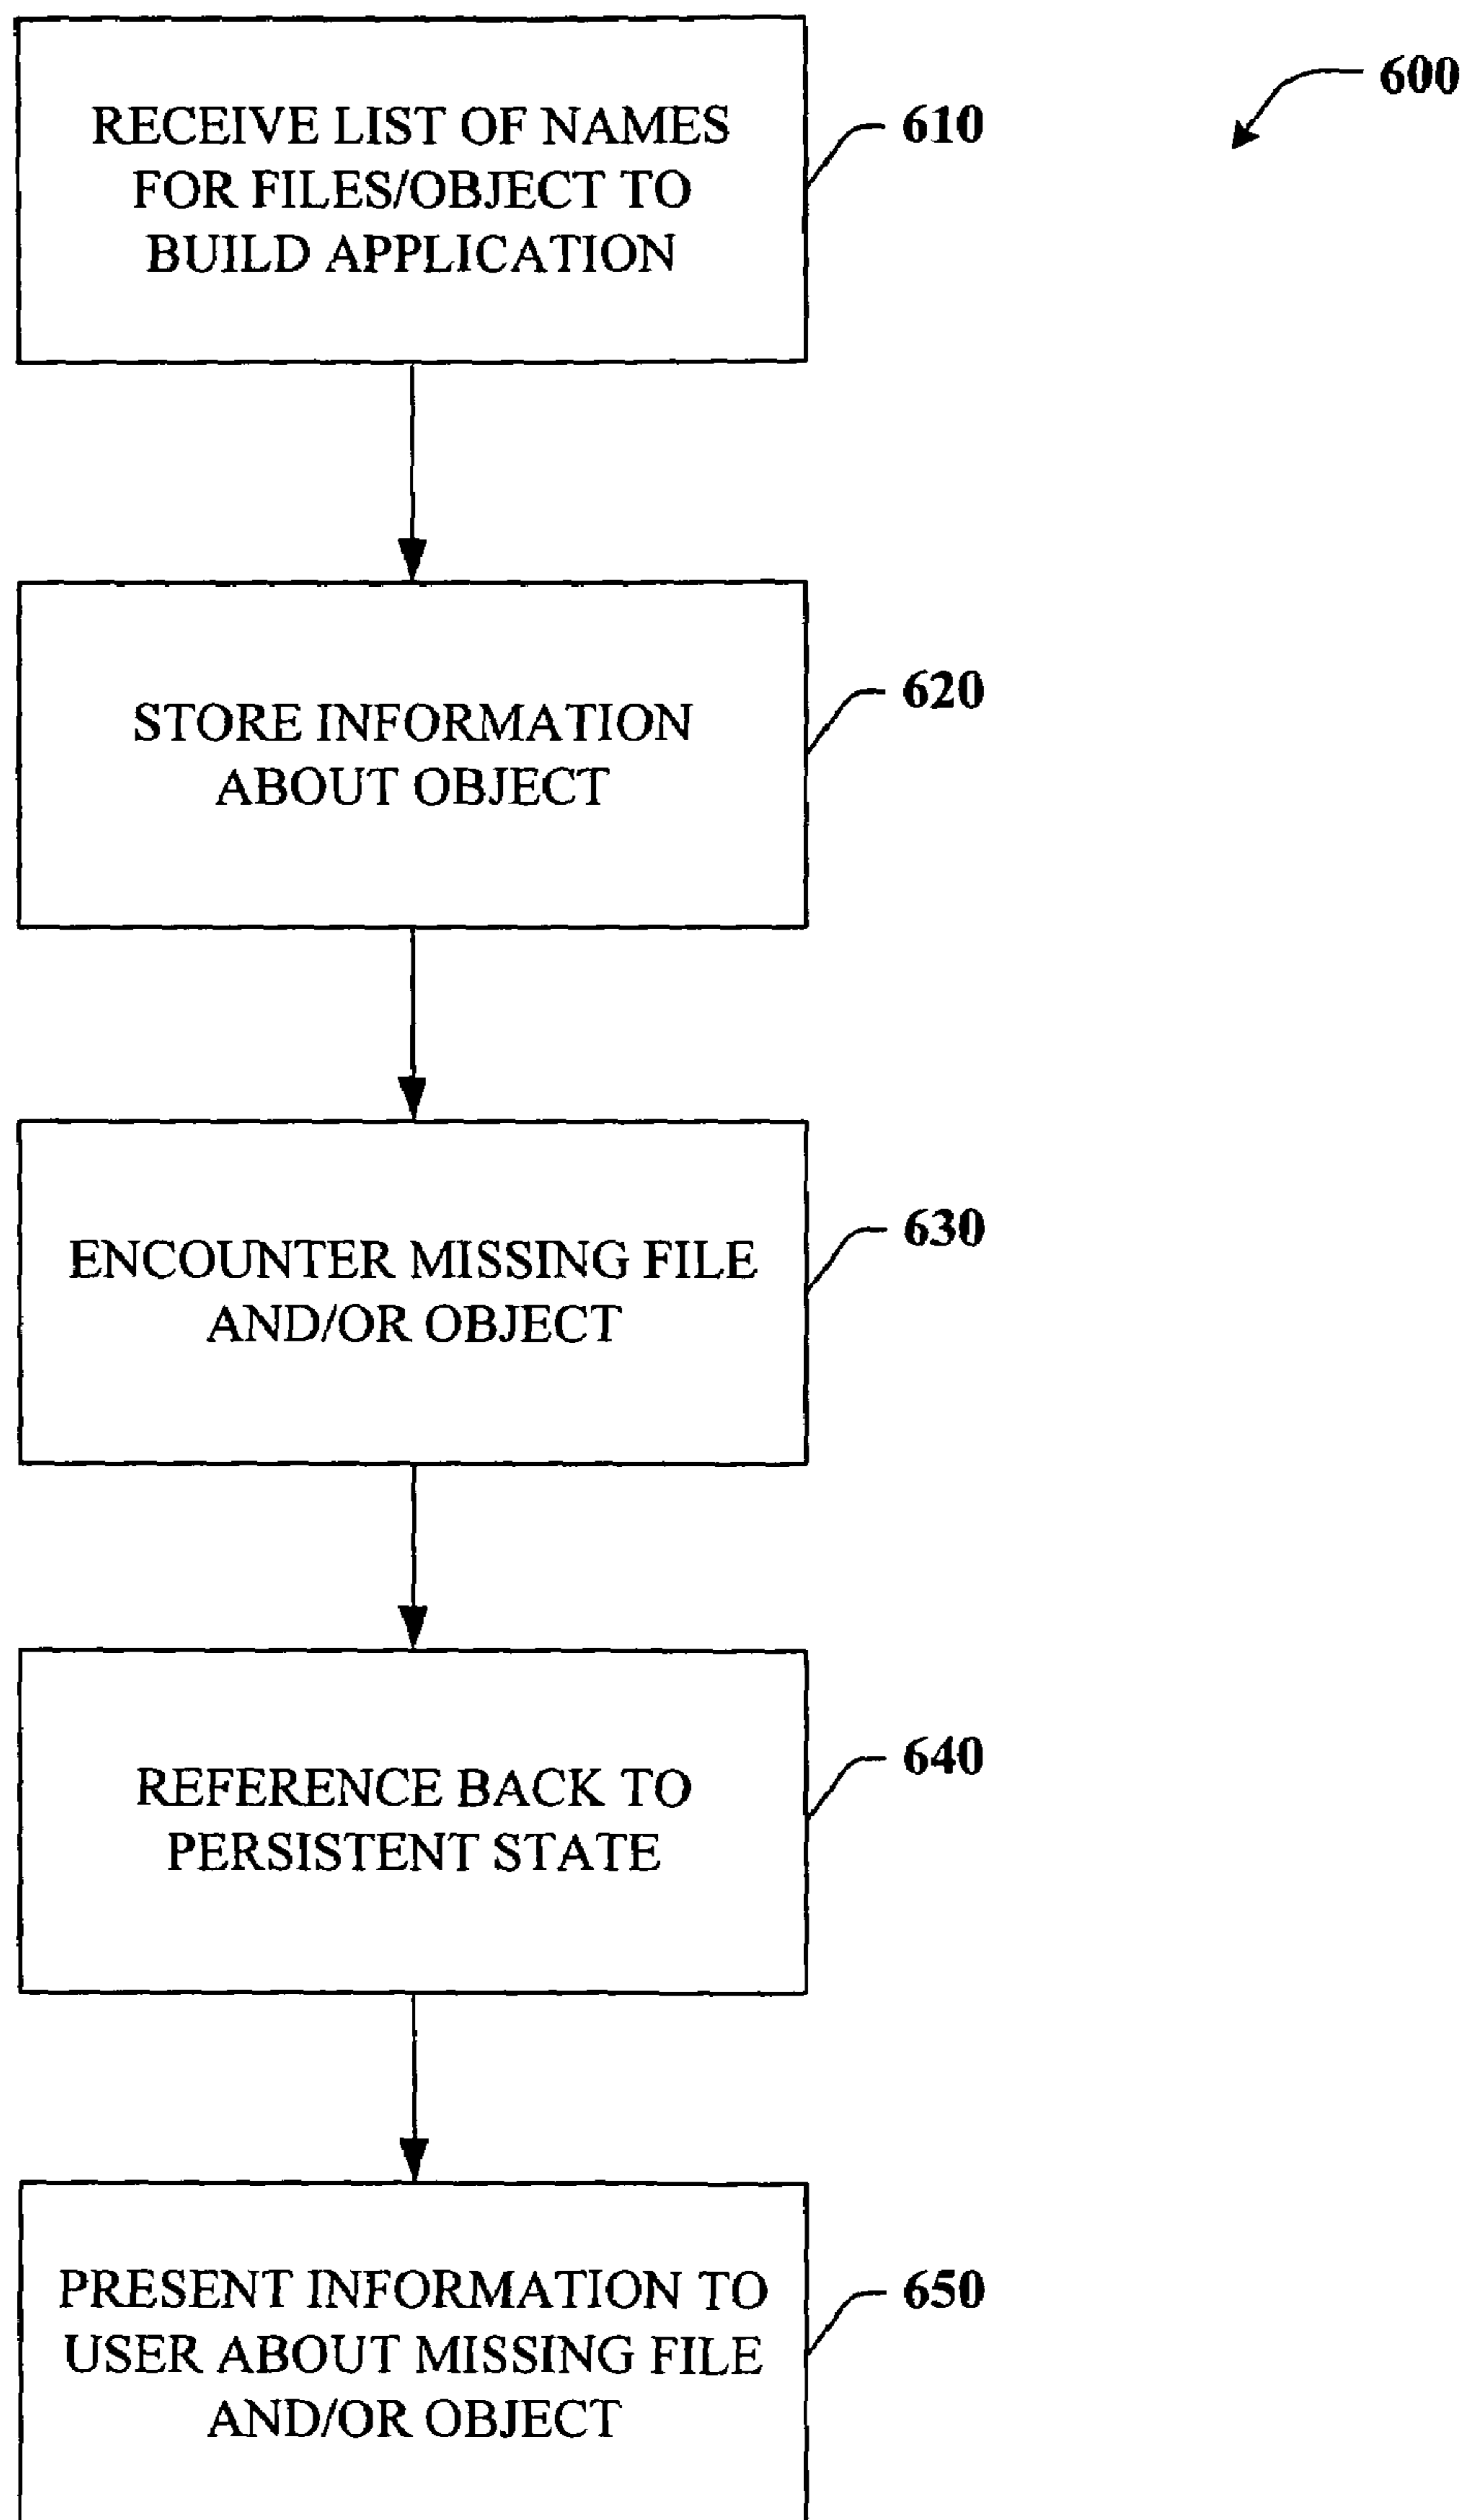 600
RECEIVE LIST OF NAMES
FOR FILES/OBJECT TO
BUILD APPLICATION
610
STORE INFORMATION
ABOUT OBJECT
620
ENCOUNTER MISSING FILE
AND/OR OBJECT
630
REFERENCE BACK TO
PERSISTENT STATE
640
PRESENT INFORMATION TO
USER ABOUT MISSING FILE
AND/OR OBJECT
650